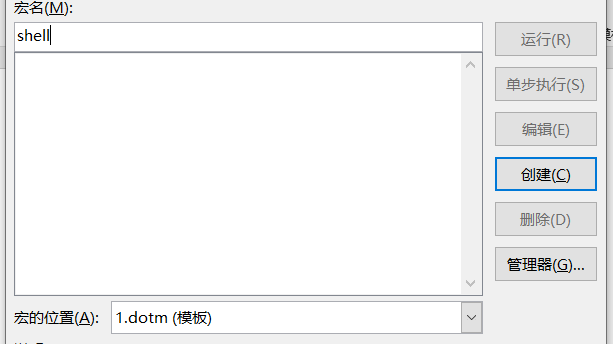 宏名(M):
shell
运行(R)
单步执行(S)
编辑(E)
创建(C)
删除(D)
管理器(G)...
宏的位置(A):
1.dotm (模板)